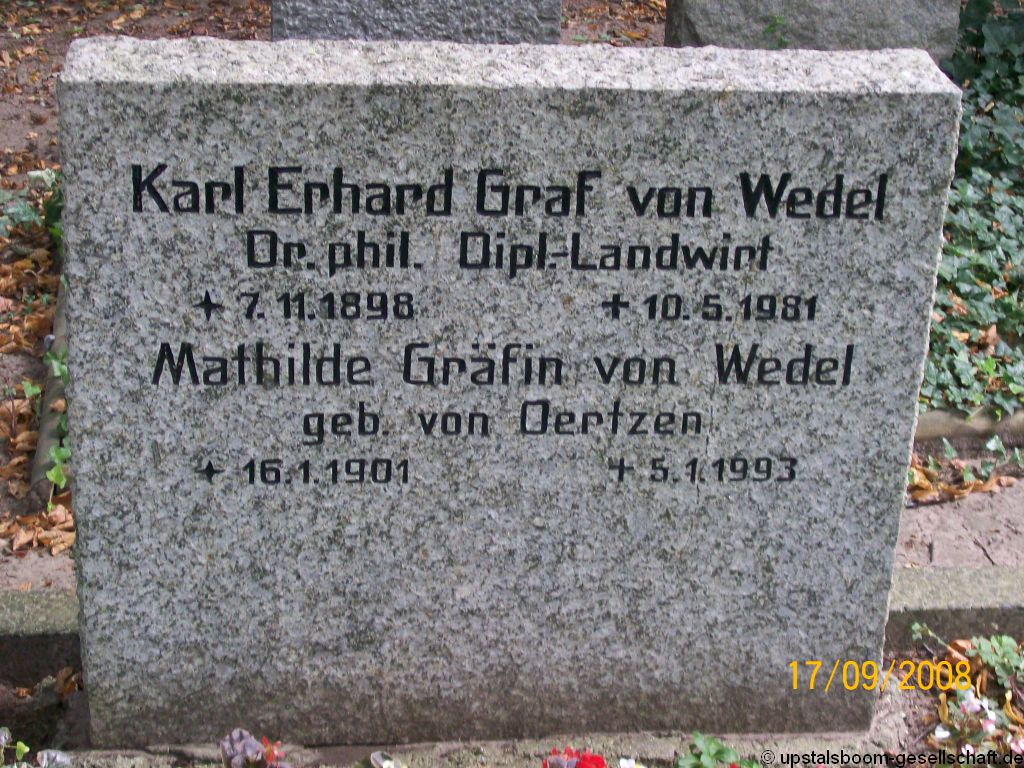 Karl Erhard Graf von Wedel
Dr. phil. Dipl.-Landwirt
✦ 7.11.1898 ✝ 10.5.1981
Mathilde Gräfin von Wedel
geb. von Oertzen
✦ 16.1.1901 ✝ 5.1.1993
17/09/2008
© upstalsboom-gesellschaft.de